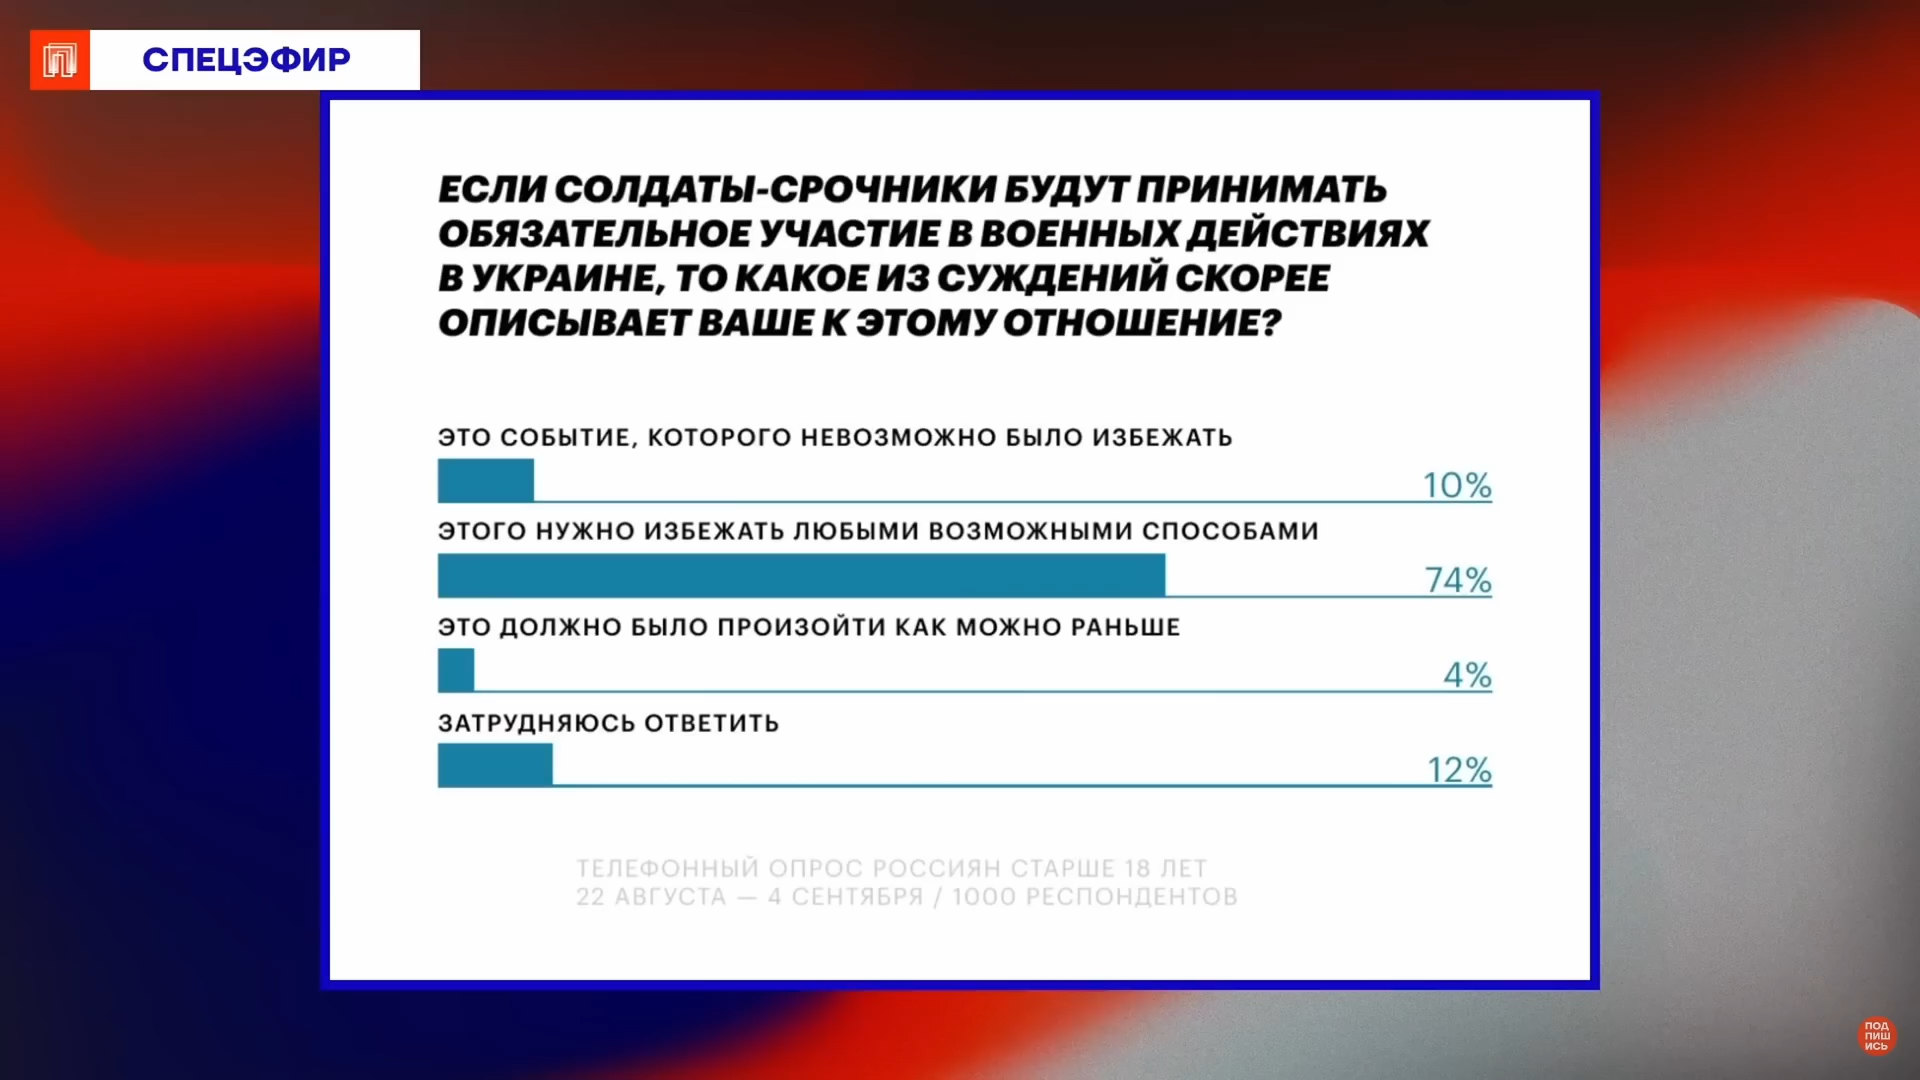 СПЕЦЭФИР
ЕСЛИ СОЛДАТЫ-СРОЧНИКИ БУДУТ ПРИНИМАТЬ
ОБЯЗАТЕЛЬНОЕ УЧАСТИЕ В ВОЕННЫХ ДЕЙСТВИЯХ
В УКРАИНЕ, ТО КАКОЕ ИЗ СУЖДЕНИЙ СКОРЕЕ
ОПИСЫВАЕТ ВАШЕ К ЭТОМУ ОТНОШЕНИЕ?
ЭТО СОБЫТИЕ, КОТОРОГО НЕВОЗМОЖНО БЫЛО ИЗБЕЖАТЬ
10%
ЭТОГО НУЖНО ИЗБЕЖАТЬ ЛЮБЫМИ ВОЗМОЖНЫМИ СПОСОБАМИ
74%
ЭТО ДОЛЖНО БЫЛО ПРОИЗОЙТИ КАК МОЖНО РАНЬШЕ
4%
ЗАТРУДНЯЮСЬ ОТВЕТИТЬ
12%
ТЕЛЕФОННЫЙ ОПРОС РОССИЯН СТАРШЕ 18 ЛЕТ
22 АВГУСТА — 4 СЕНТЯБРЯ / 1000 РЕСПОНДЕНТОВ
ПОД
ПИШ
ИСЬ